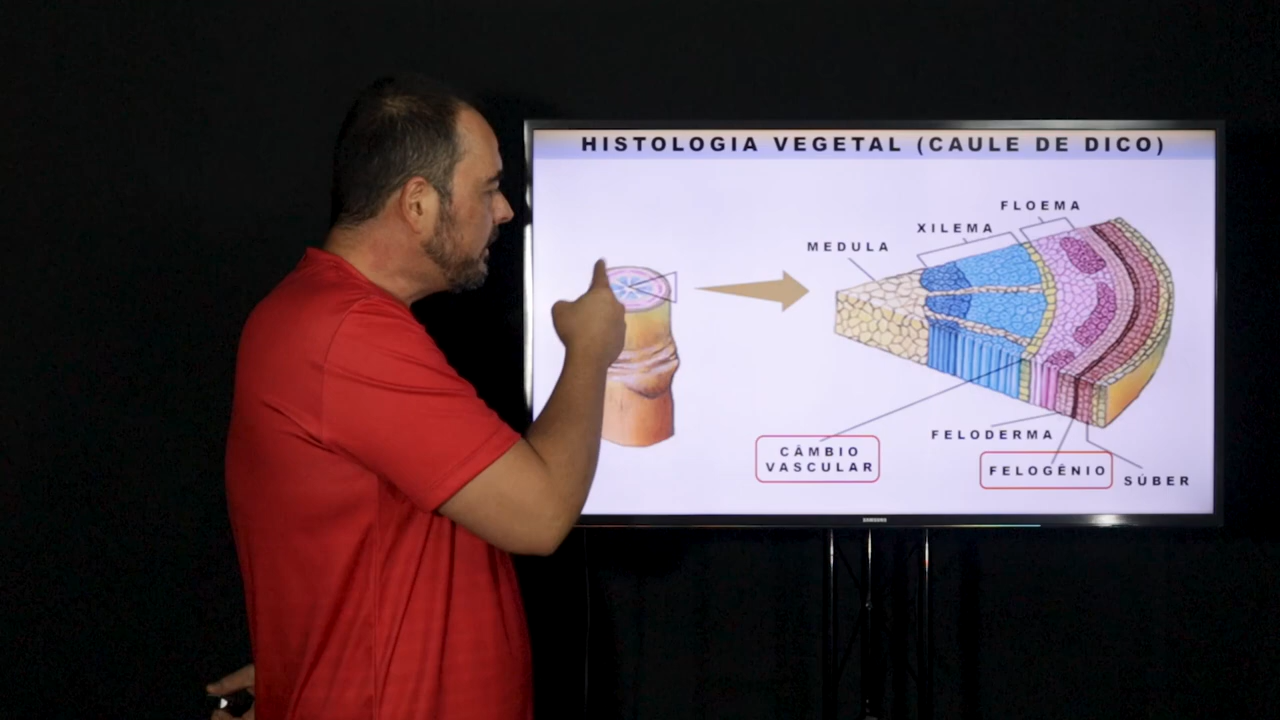 HISTOLOGIA VEGETAL (CAULE DE DICO)
FLOEMA
XILEMA
MEDULA
FELODERMA
CÂMBIO
VASCULAR
FELOGÊNIO
SÚBER
SAMSUNG